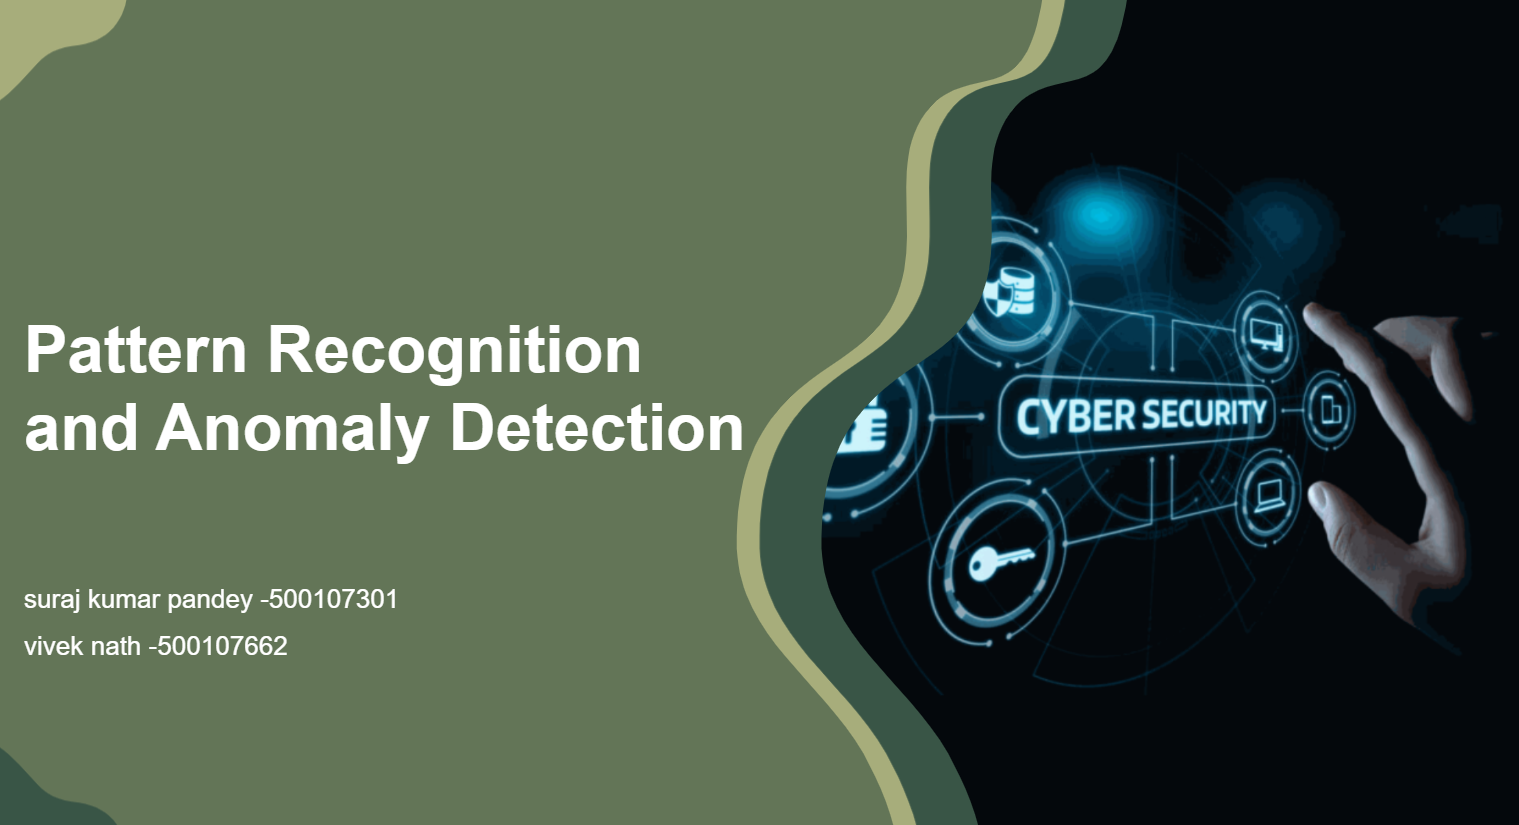 Pattern Recognition
and Anomaly Detection
suraj kumar pandey -500107301
vivek nath -500107662
CYBER SECURITY